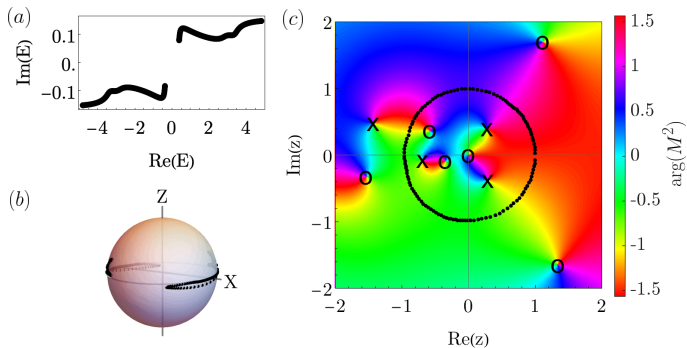 (a)
Im(E)
0.1
0.
−0.1
−4 −2 0 2 4
Re(E)
(b)
Z
X
(c)
Im(z)
2
1
0
−1
−2
−2 −1 0 1 2
Re(z)
O
X
O
X
X
O
O
O
X
O
1.5
1
0.5
0
-0.5
-1
-1.5
arg(M²)